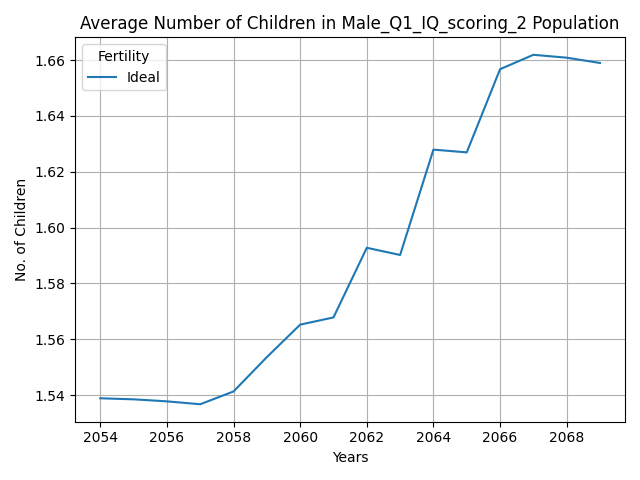 Average Number of Children in Male_Q1_IQ_scoring_2 Population
Fertility
Ideal
No. of Children
1.66
1.64
1.62
1.60
1.58
1.56
1.54
2054 2056 2058 2060 2062 2064 2066 2068
Years